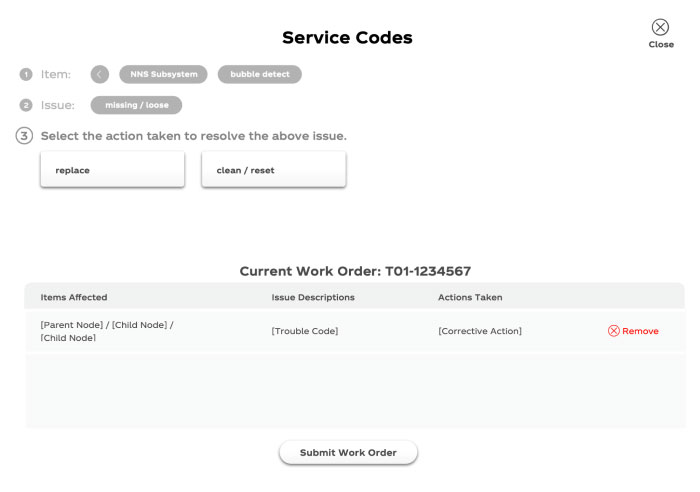 Service Codes
Close
1 Item: NNS Subsystem bubble detect
2 Issue: missing / loose
3 Select the action taken to resolve the above issue.
replace clean / reset
Current Work Order: T01-1234567
Items Affected Issue Descriptions Actions Taken
[Parent Node] / [Child Node] / [Trouble Code] [Corrective Action] Remove
[Child Node]
Submit Work Order